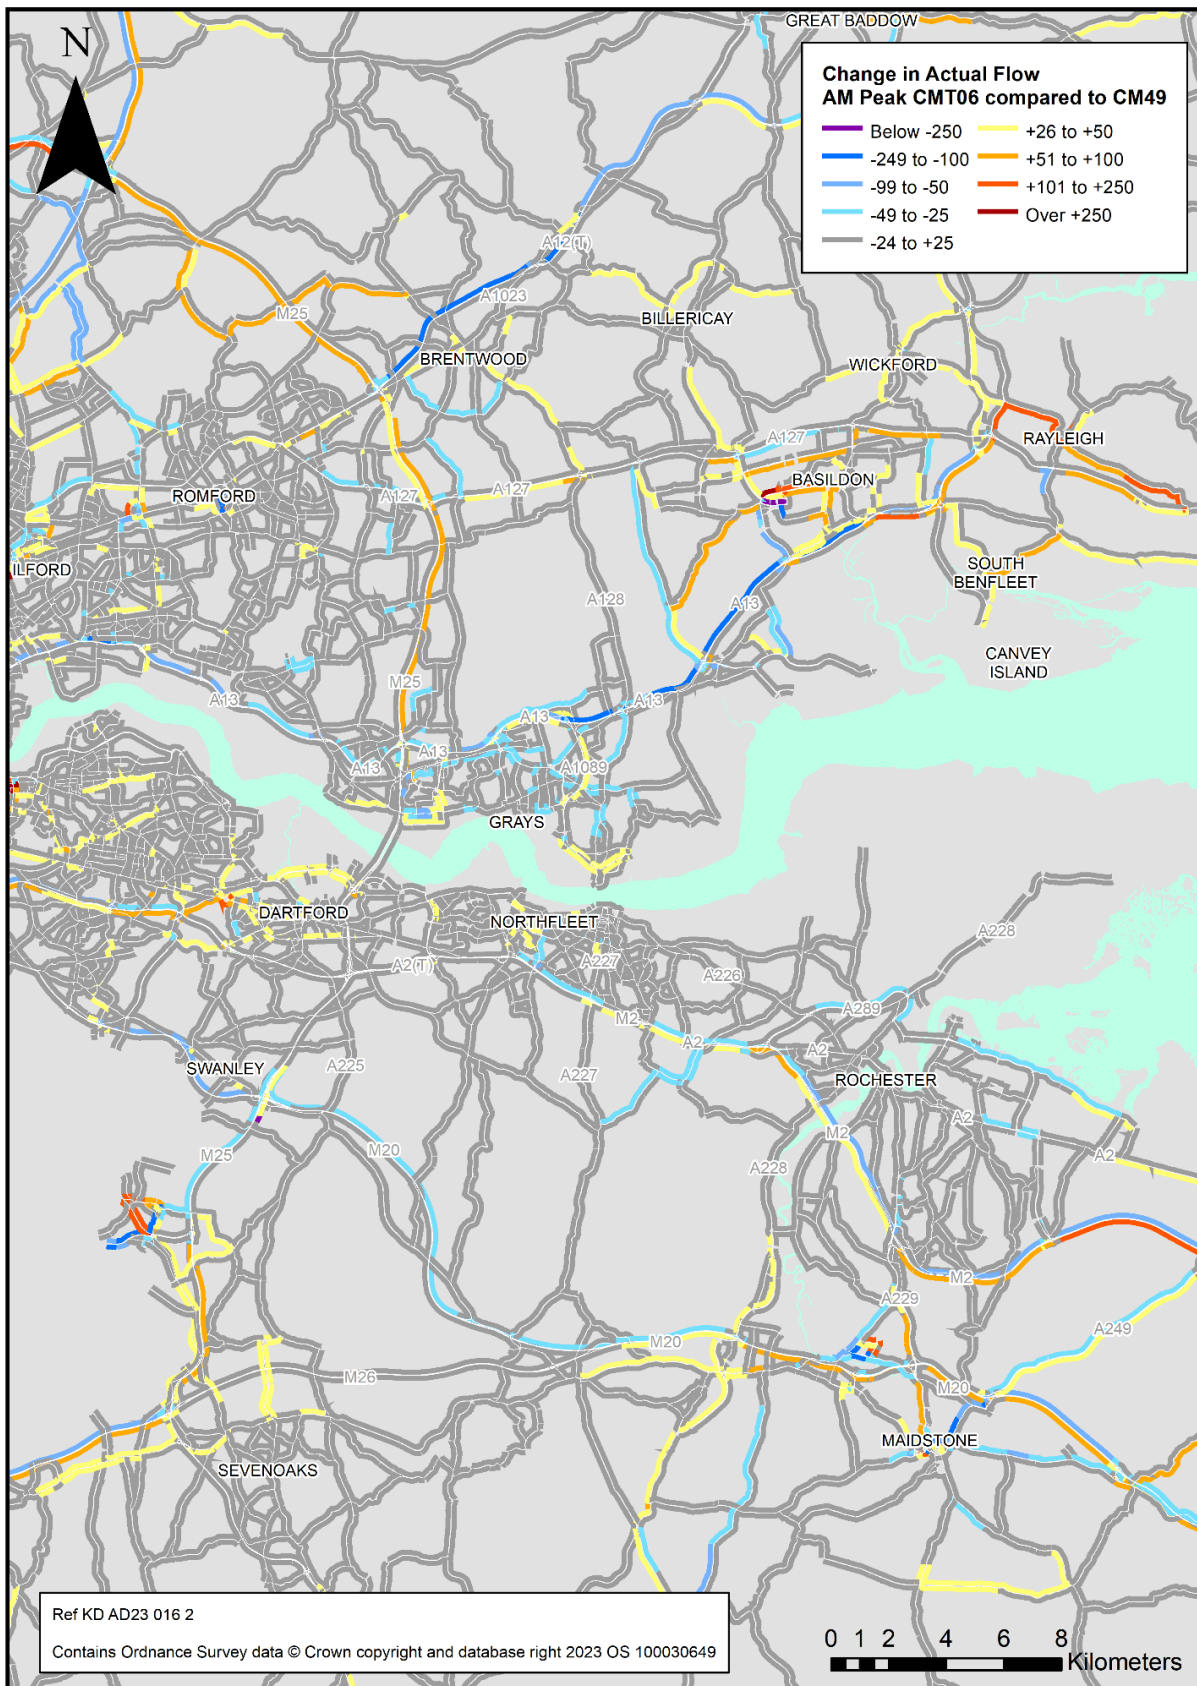 GREAT BADDOW
N
Change in Actual Flow
AM Peak CMT06 compared to CM49
Below -250
+26 to +50
-249 to -100
+51 to +100
-99 to -50
+101 to +250
-49 to -25
Over +250
-24 to +25
A12(T)
A1023
M25
BILLERICAY
BRENTWOOD
WICKFORD
A127
RAYLEIGH
BASILDON
ROMFORD
A127
A127
ILFORD
SOUTH
BENFLEET
A128
A13
CANVEY
ISLAND
M25
A13
A13
A13
A13
A13
A1089
GRAYS
DARTFORD
NORTHFLEET
A228
A2(T)
A227
A226
A289
M2
A2
A2
SWANLEY
A225
A227
ROCHESTER
A2
M2
M25
M20
A2
A228
M2
A229
A249
M20
M26
M20
MAIDSTONE
SEVENOAKS
Ref KD AD23 016 2
Contains Ordnance Survey data © Crown copyright and database right 2023 OS 100030649
0 1 2 4 6 8
Kilometers